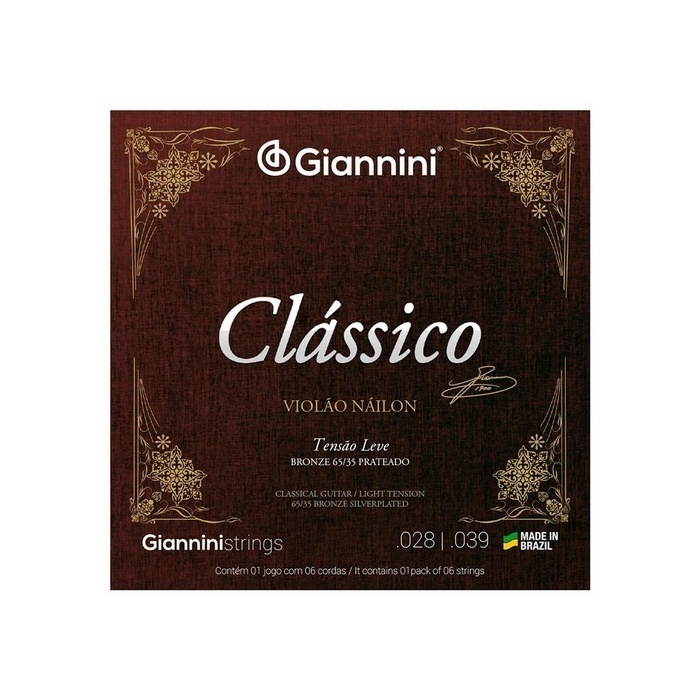 Giannini®
Clássico
1900
VIOLÃO NÁILON
Tensão Leve
BRONZE 65/35 PRATEADO
CLASSICAL GUITAR / LIGHT TENSION
65/35 BRONZE SILVERPLATED
Gianninistrings
.028 | .039
MADE IN
BRAZIL
Contém 01 jogo com 06 cordas / It contains 01 pack of 06 strings